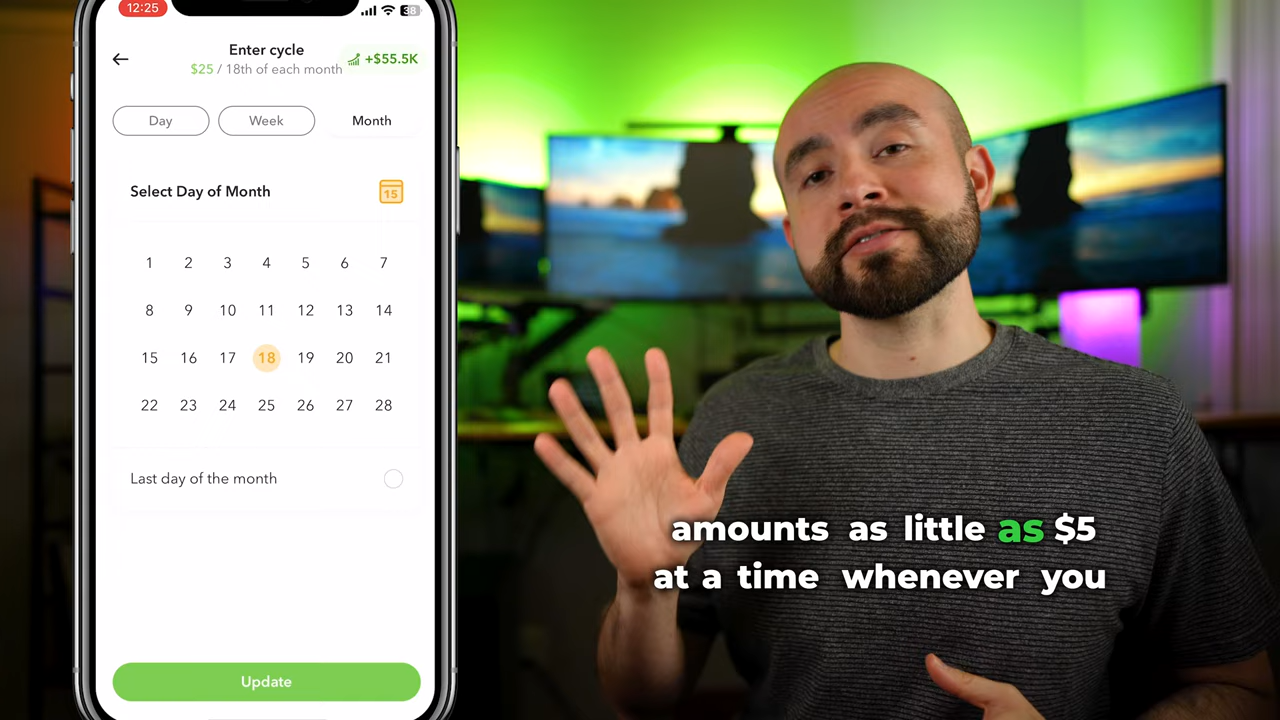 12:25
38
Enter cycle
$25 / 18th of each month
+$55.5K
Day Week Month
Select Day of Month
15
1 2 3 4 5 6 7
8 9 10 11 12 13 14
15 16 17 18 19 20 21
22 23 24 25 26 27 28
Last day of the month
Update
amounts as little as $5
at a time whenever you